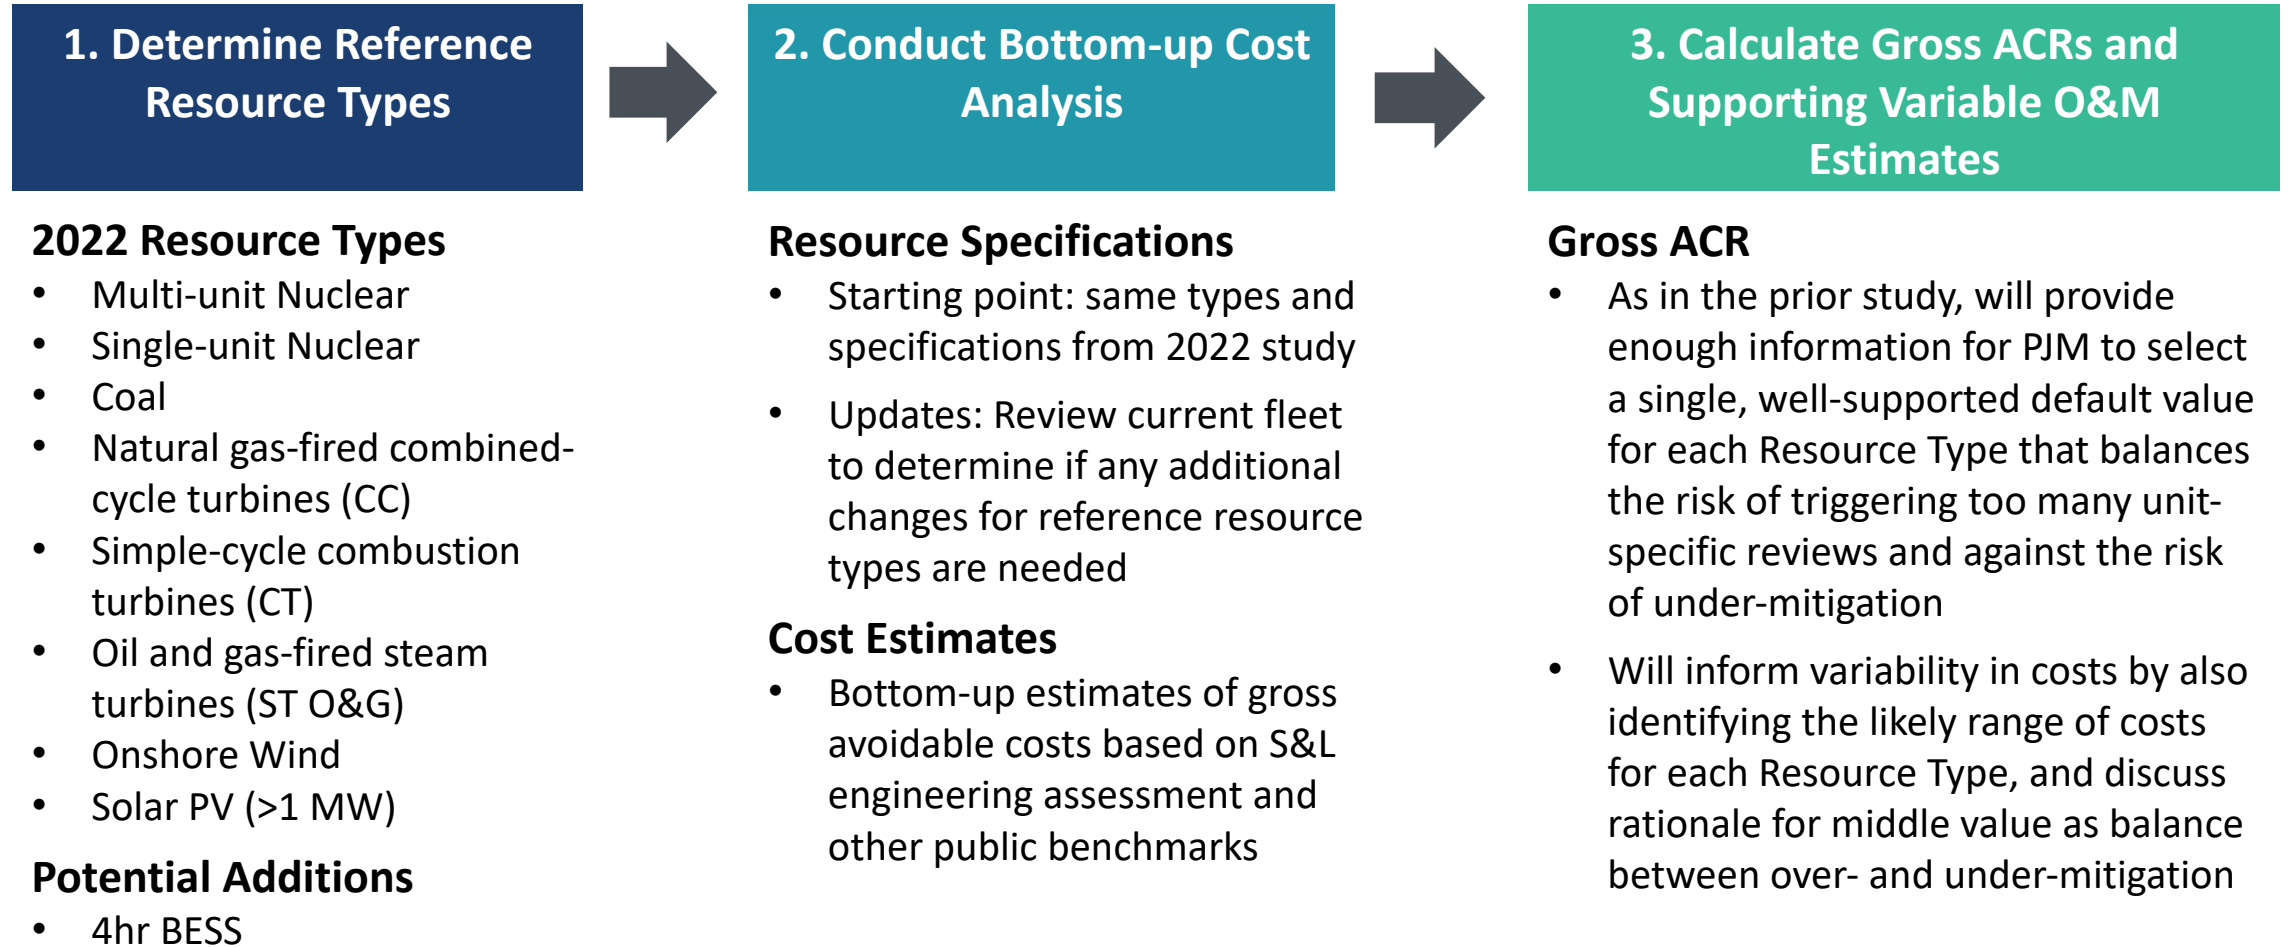 1. Determine Reference
Resource Types
2. Conduct Bottom-up Cost
Analysis
3. Calculate Gross ACRs and
Supporting Variable O&M
Estimates
2022 Resource Types
• Multi-unit Nuclear
• Single-unit Nuclear
• Coal
• Natural gas-fired combined-
cycle turbines (CC)
• Simple-cycle combustion
turbines (CT)
• Oil and gas-fired steam
turbines (ST O&G)
• Onshore Wind
• Solar PV (>1 MW)
Potential Additions
• 4hr BESS
Resource Specifications
• Starting point: same types and
specifications from 2022 study
• Updates: Review current fleet
to determine if any additional
changes for reference resource
types are needed
Cost Estimates
• Bottom-up estimates of gross
avoidable costs based on S&L
engineering assessment and
other public benchmarks
Gross ACR
• As in the prior study, will provide
enough information for PJM to select
a single, well-supported default value
for each Resource Type that balances
the risk of triggering too many unit-
specific reviews and against the risk
of under-mitigation
• Will inform variability in costs by also
identifying the likely range of costs
for each Resource Type, and discuss
rationale for middle value as balance
between over- and under-mitigation